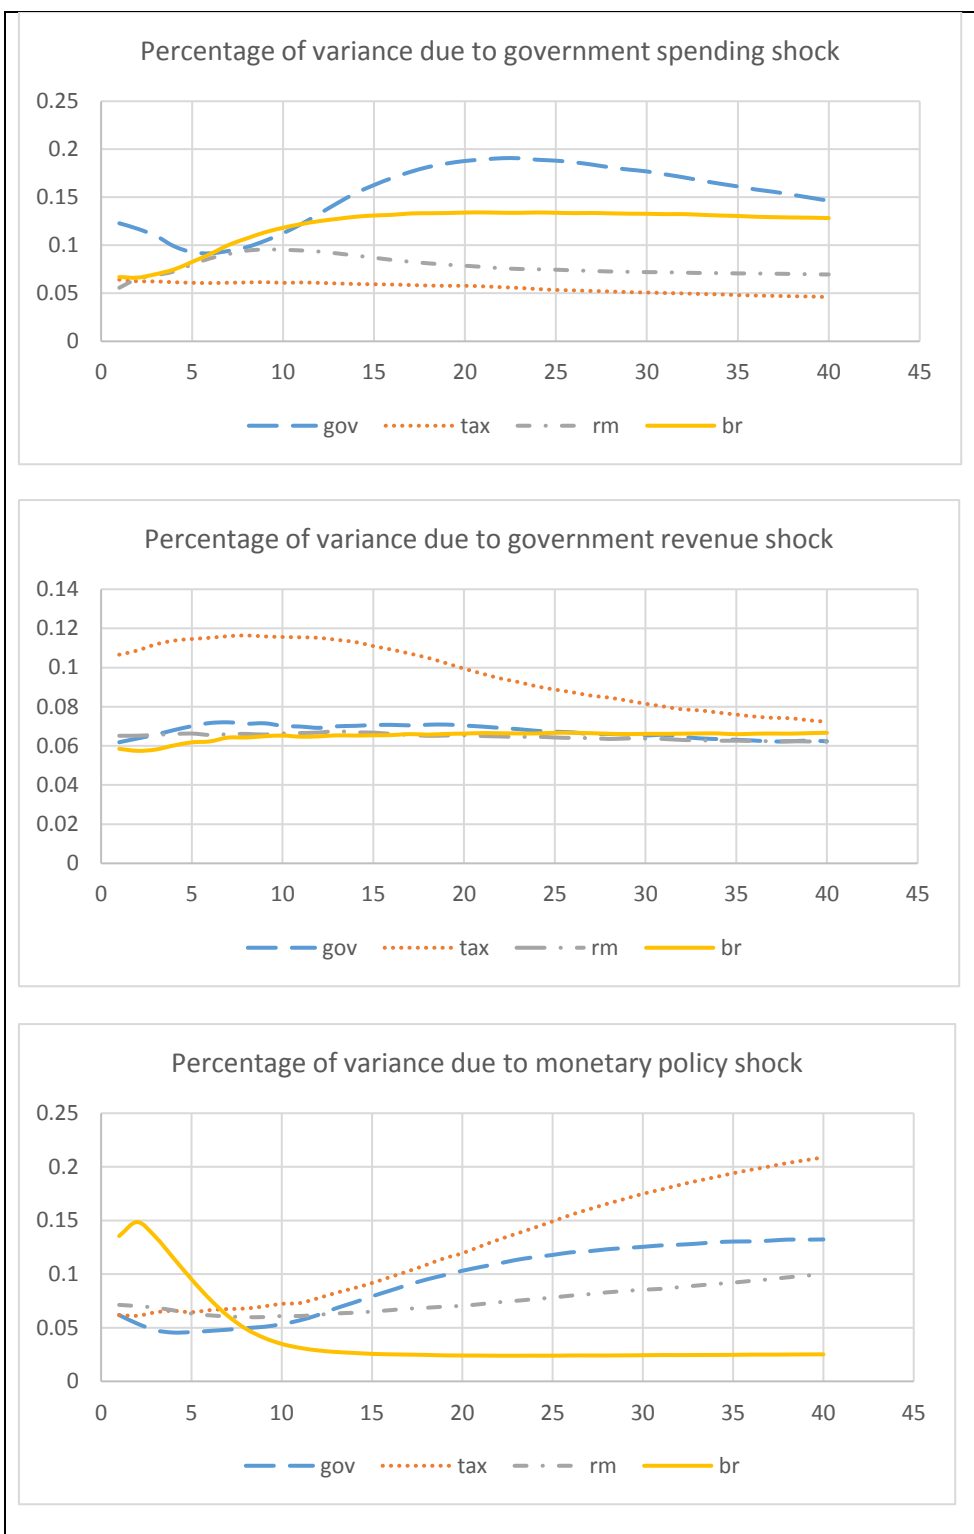 Percentage of variance due to government spending shock
0.25
0.2
0.15
0.1
0.05
0
0 5 10 15 20 25 30 35 40 45
gov tax rm br
Percentage of variance due to government revenue shock
0.14
0.12
0.1
0.08
0.06
0.04
0.02
0
0 5 10 15 20 25 30 35 40 45
gov tax rm br
Percentage of variance due to monetary policy shock
0.25
0.2
0.15
0.1
0.05
0
0 5 10 15 20 25 30 35 40 45
gov tax rm br